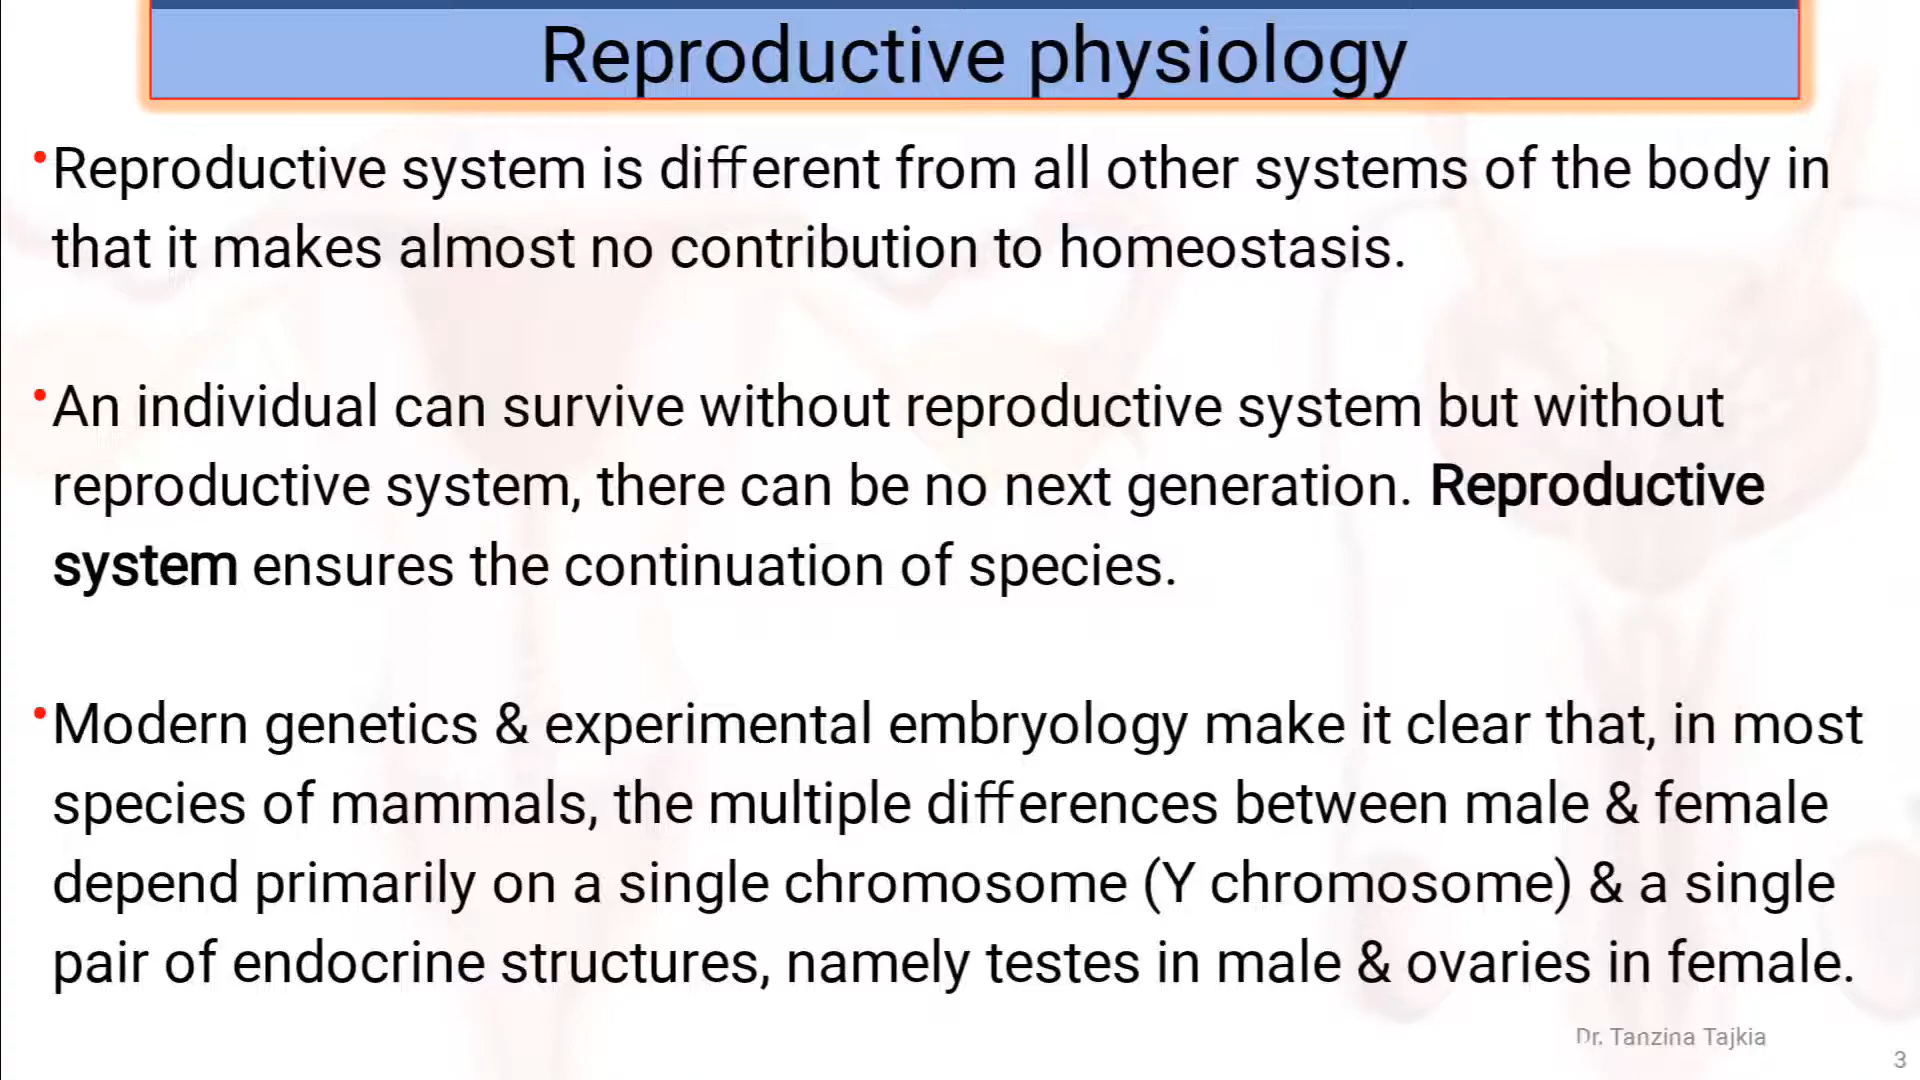 Reproductive physiology
•Reproductive system is different from all other systems of the body in
that it makes almost no contribution to homeostasis.
•An individual can survive without reproductive system but without
reproductive system, there can be no next generation. Reproductive
system ensures the continuation of species.
•Modern genetics & experimental embryology make it clear that, in most
species of mammals, the multiple differences between male & female
depend primarily on a single chromosome (Y chromosome) & a single
pair of endocrine structures, namely testes in male & ovaries in female.
Dr. Tanzina Tajkia
3